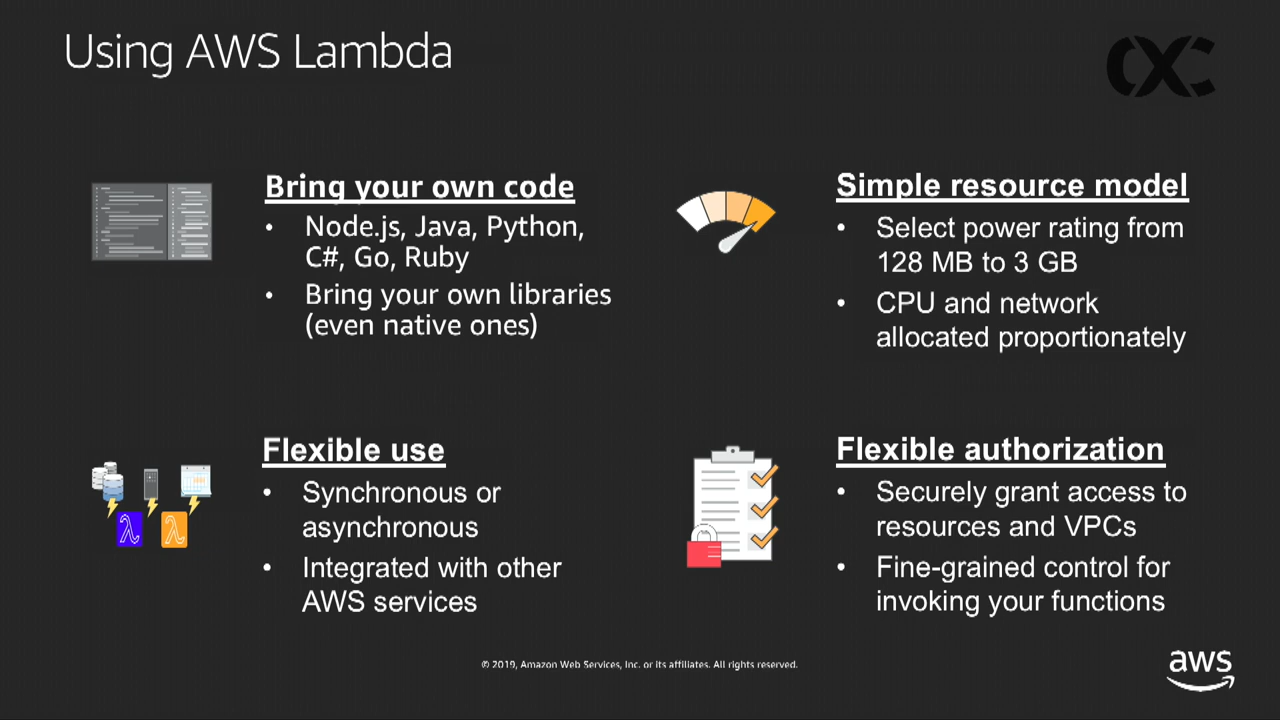 Using AWS Lambda
Bring your own code
• Node.js, Java, Python,
C#, Go, Ruby
• Bring your own libraries
(even native ones)
Simple resource model
• Select power rating from
128 MB to 3 GB
• CPU and network
allocated proportionately
Flexible use
• Synchronous or
asynchronous
• Integrated with other
AWS services
Flexible authorization
• Securely grant access to
resources and VPCs
• Fine-grained control for
invoking your functions
© 2019, Amazon Web Services, Inc. or its affiliates. All rights reserved.
aws